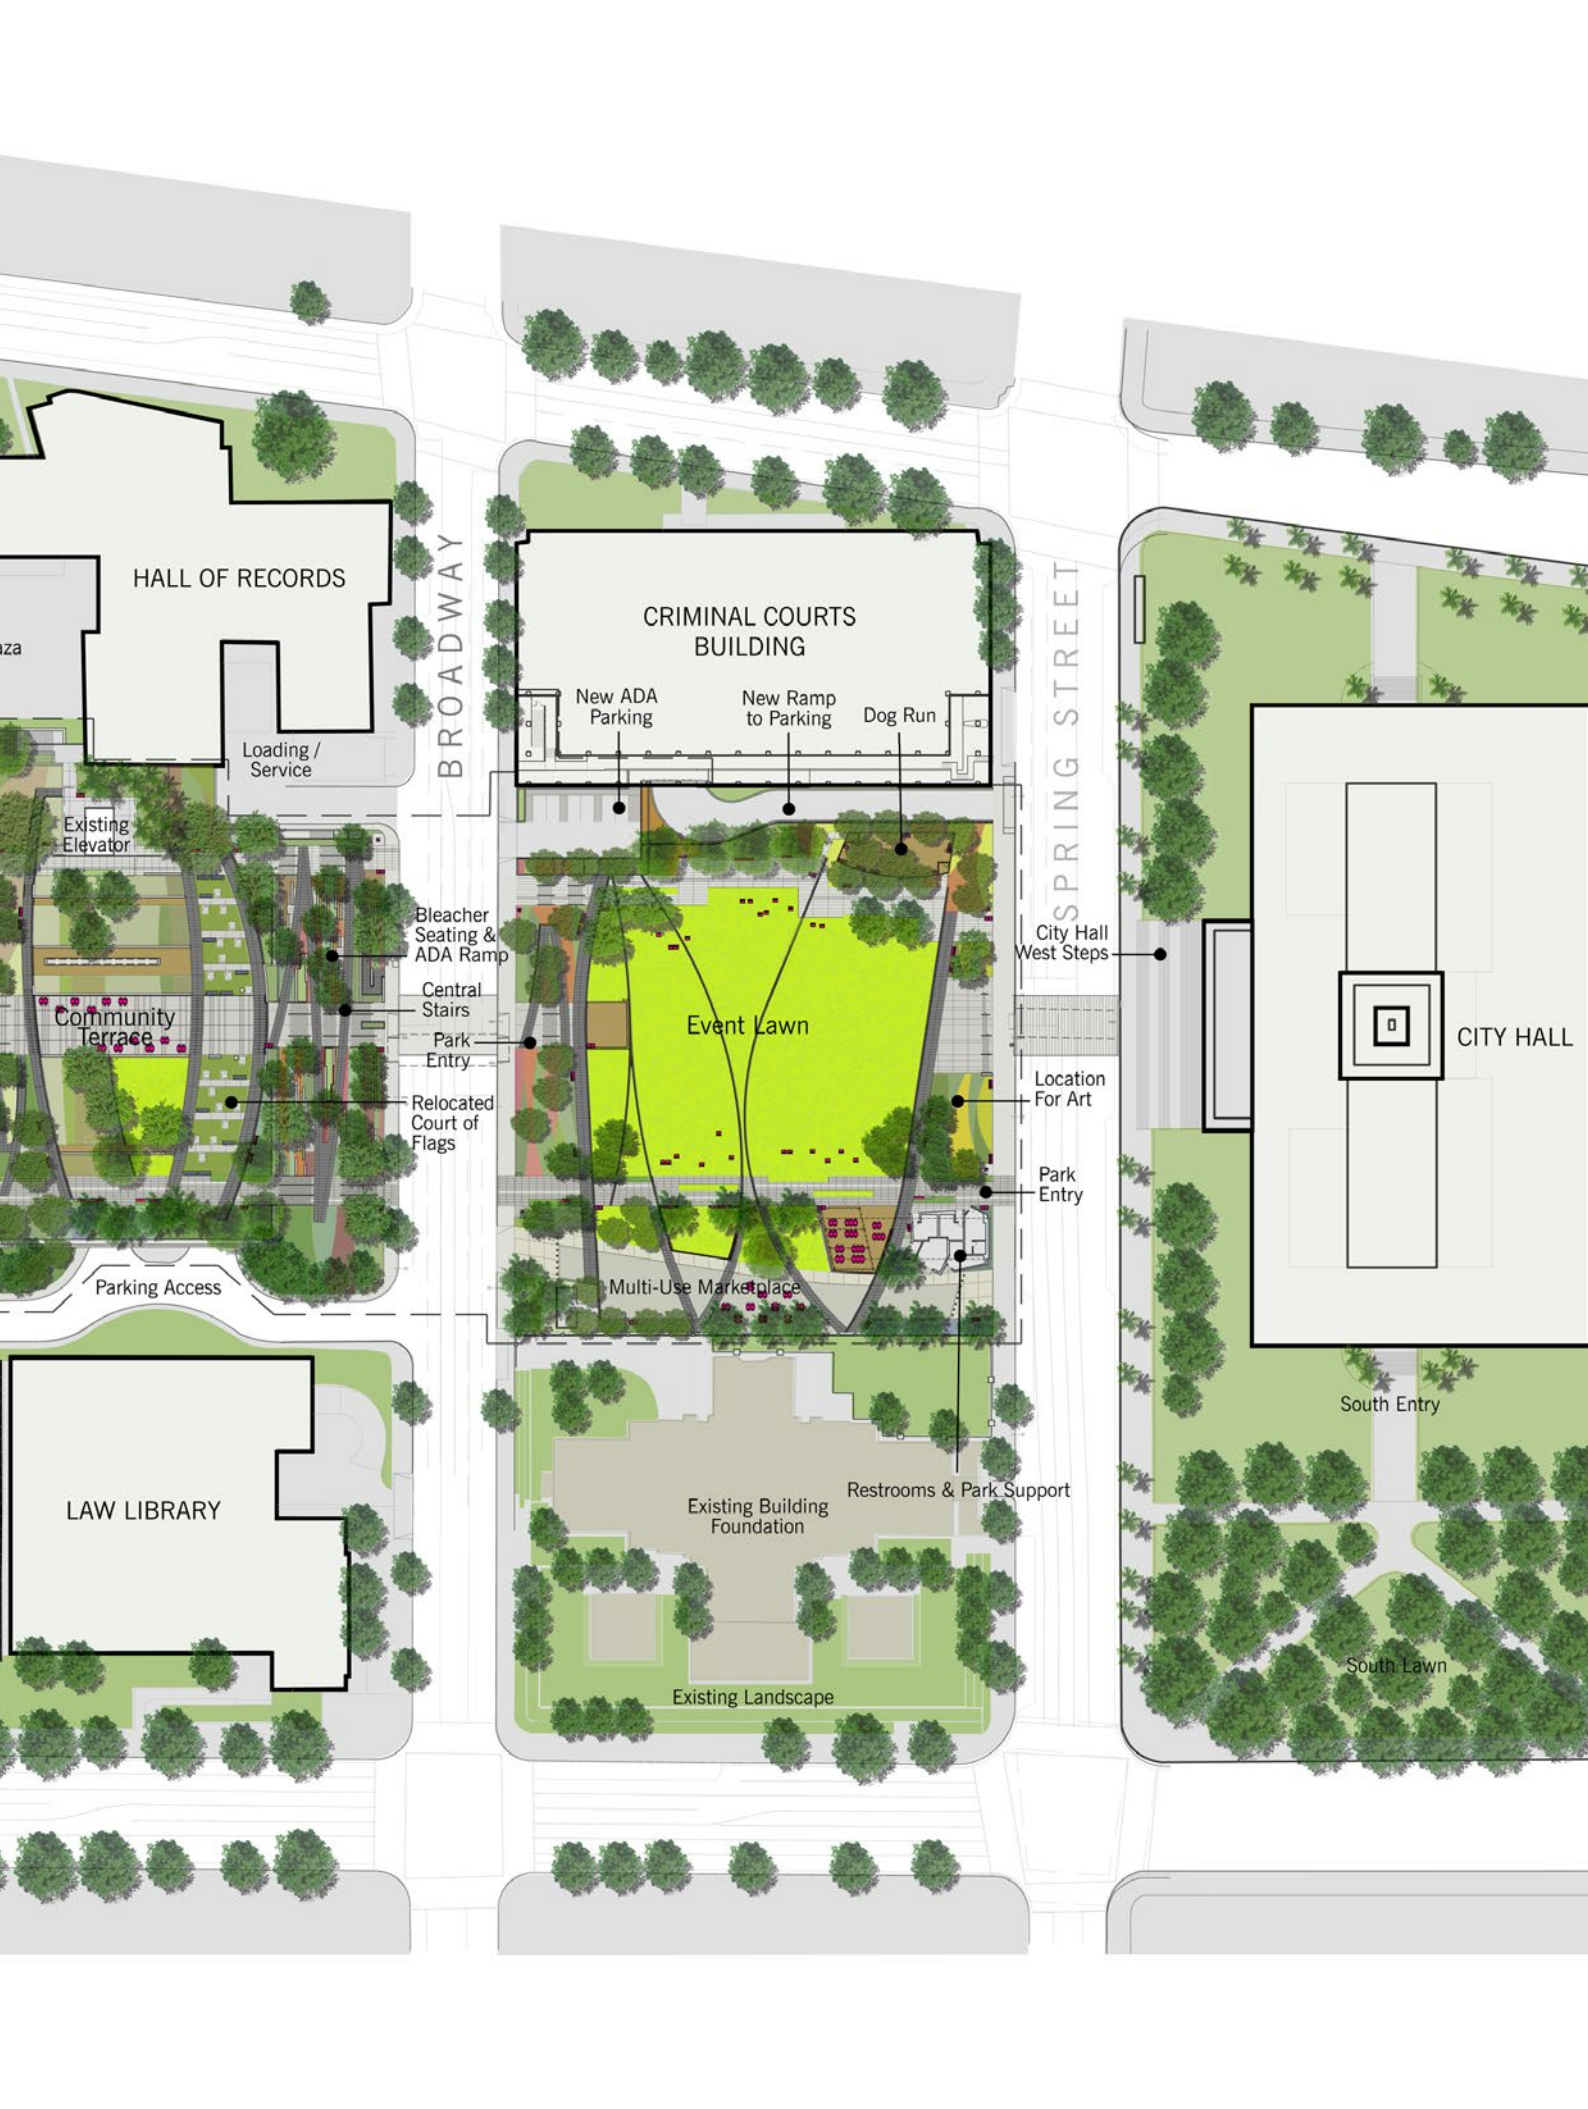 HALL OF RECORDS
aza
Loading /
Service
BROADWAY
CRIMINAL COURTS
BUILDING
New ADA
Parking
New Ramp
to Parking
Dog Run
SPRING STREET
Existing
Elevator
Bleacher
Seating &
ADA Ramp
Central
Stairs
Park
Entry
Community
Terrace
Relocated
Court of
Flags
Event Lawn
City Hall
West Steps
CITY HALL
Location
For Art
Park
Entry
Parking Access
Multi-Use Marketplace
South Entry
LAW LIBRARY
Existing Building
Foundation
Restrooms & Park Support
South Lawn
Existing Landscape